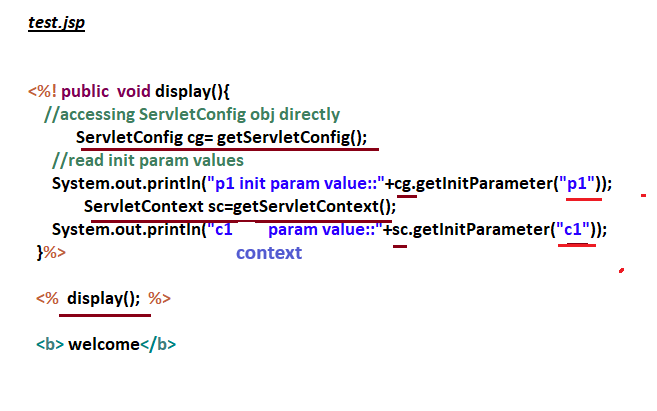 test.jsp
<%! public void display(){
//accessing ServletConfig obj directly
ServletConfig cg= getServletConfig();
//read init param values
System.out.println("p1 init param value::"+cg.getInitParameter("p1"));
ServletContext sc=getServletContext();
System.out.println("c1 param value::"+sc.getInitParameter("c1"));
}%>
context
<% display(); %>
<b> welcome</b>